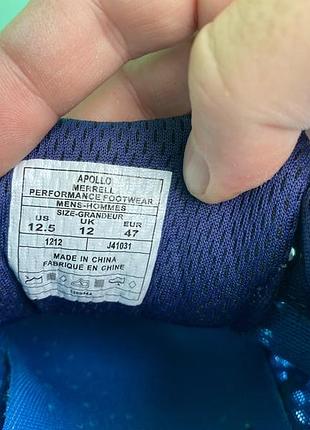 APOLLO
MERRELL
PERFORMANCE FOOTWEAR
MENS-HOMMES
SIZE-GRANDEUR
US UK EUR
12.5 12 47
1212 J41031
MADE IN CHINA
FABRIQUE EN CHINE